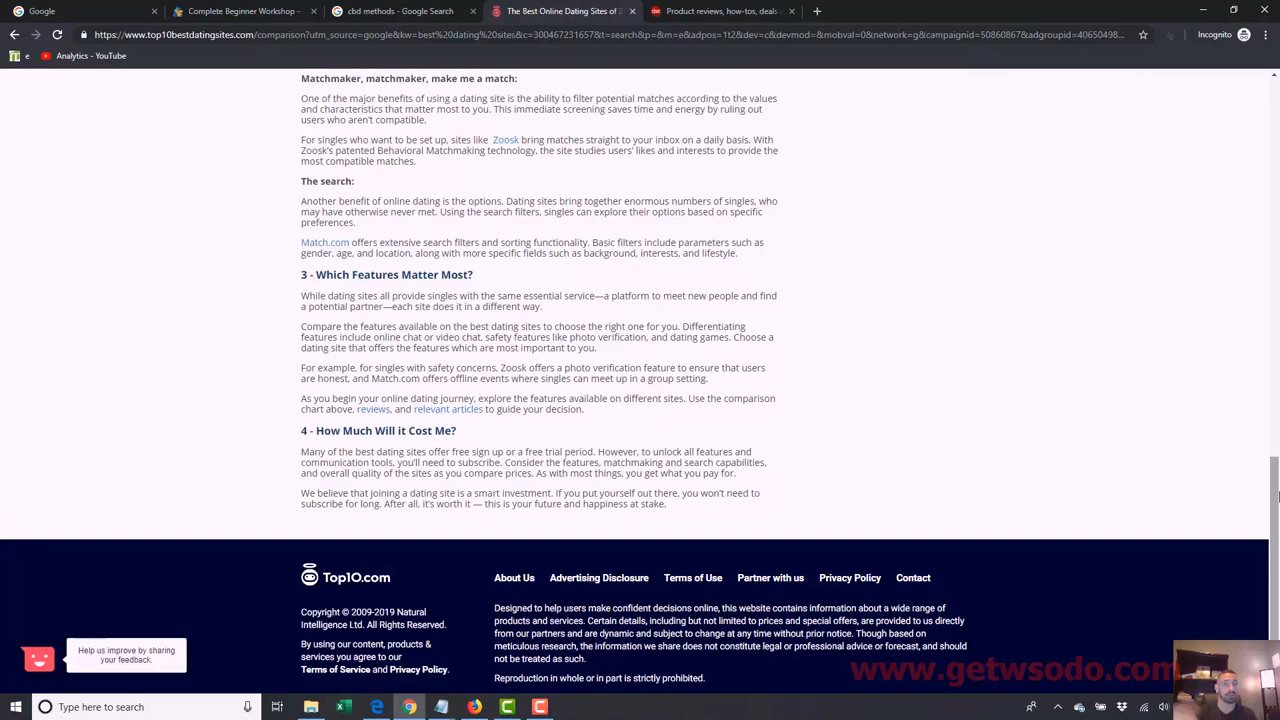 Google
Complete Beginner Workshop –
cbd methods - Google Search
The Best Online Dating Sites of 2
Product reviews, how-tos, deals
https://www.top10bestdatingsites.com/comparison?utm_source=google&kw=best%20dating%20sites&c=300467231657&t=search&p=&m=e&adpos=1t2&dev=c&devmod=&mobval=0&network=g&campaignid=50860867&adgroupid=40650498...
Incognito
e
Analytics - YouTube
Matchmaker, matchmaker, make me a match:
One of the major benefits of using a dating site is the ability to filter potential matches according to the values
and characteristics that matter most to you. This immediate screening saves time and energy by ruling out
users who aren't compatible.
For singles who want to be set up, sites like Zoosk bring matches straight to your inbox on a daily basis. With
Zoosk's patented Behavioral Matchmaking technology, the site studies users' likes and interests to provide the
most compatible matches.
The search:
Another benefit of online dating is the options. Dating sites bring together enormous numbers of singles, who
may have otherwise never met. Using the search filters, singles can explore their options based on specific
preferences.
Match.com offers extensive search filters and sorting functionality. Basic filters include parameters such as
gender, age, and location, along with more specific fields such as background, interests, and lifestyle.
3 - Which Features Matter Most?
While dating sites all provide singles with the same essential service—a platform to meet new people and find
a potential partner—each site does it in a different way.
Compare the features available on the best dating sites to choose the right one for you. Differentiating
features include online chat or video chat, safety features like photo verification, and dating games. Choose a
dating site that offers the features which are most important to you.
For example, for singles with safety concerns, Zoosk offers a photo verification feature to ensure that users
are honest, and Match.com offers offline events where singles can meet up in a group setting.
As you begin your online dating journey, explore the features available on different sites. Use the comparison
chart above, reviews, and relevant articles to guide your decision.
4 - How Much Will it Cost Me?
Many of the best dating sites offer free sign up or a free trial period. However, to unlock all features and
communication tools, you'll need to subscribe. Consider the features, matchmaking and search capabilities,
and overall quality of the sites as you compare prices. As with most things, you get what you pay for.
We believe that joining a dating site is a smart investment. If you put yourself out there, you won't need to
subscribe for long. After all, it's worth it — this is your future and happiness at stake.
Top10.com
About Us
Advertising Disclosure
Terms of Use
Partner with us
Privacy Policy
Contact
Copyright © 2009-2019 Natural
Intelligence Ltd. All Rights Reserved.
By using our content, products &
services you agree to our
Terms of Service and Privacy Policy.
Designed to help users make confident decisions online, this website contains information about a wide range of
products and services. Certain details, including but not limited to prices and special offers, are provided to us directly
from our partners and are dynamic and subject to change at any time without prior notice. Though based on
meticulous research, the information we share does not constitute legal or professional advice or forecast, and should
not be treated as such.
Reproduction in whole or in part is strictly prohibited.
Help us improve by sharing
your feedback.
www.getwsodo.com
Type here to search